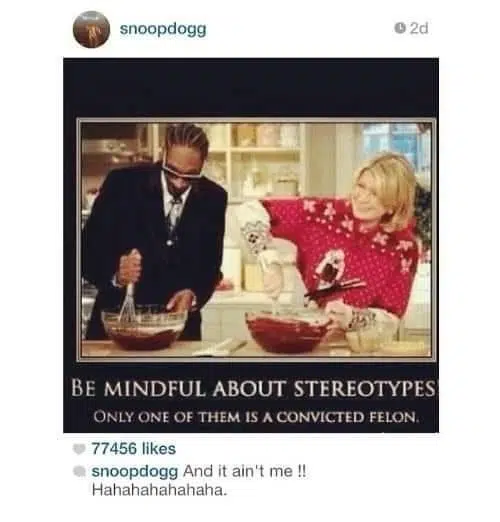 snoopdogg
2d
BE MINDFUL ABOUT STEREOTYPES
ONLY ONE OF THEM IS A CONVICTED FELON.
77456 likes
snoopdogg And it ain't me !!
Hahahahahahaha.